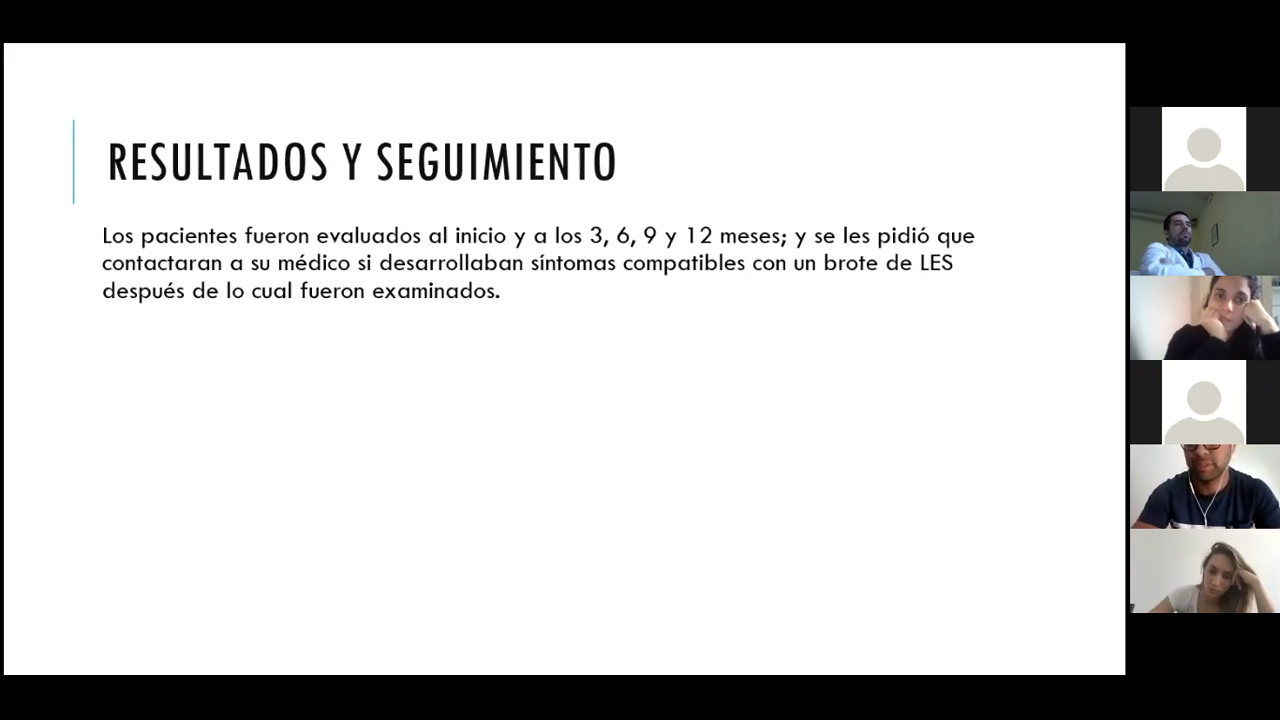 RESULTADOS Y SEGUIMIENTO
Los pacientes fueron evaluados al inicio y a los 3, 6, 9 y 12 meses; y se les pidió que
contactaran a su médico si desarrollaban síntomas compatibles con un brote de LES
después de lo cual fueron examinados.